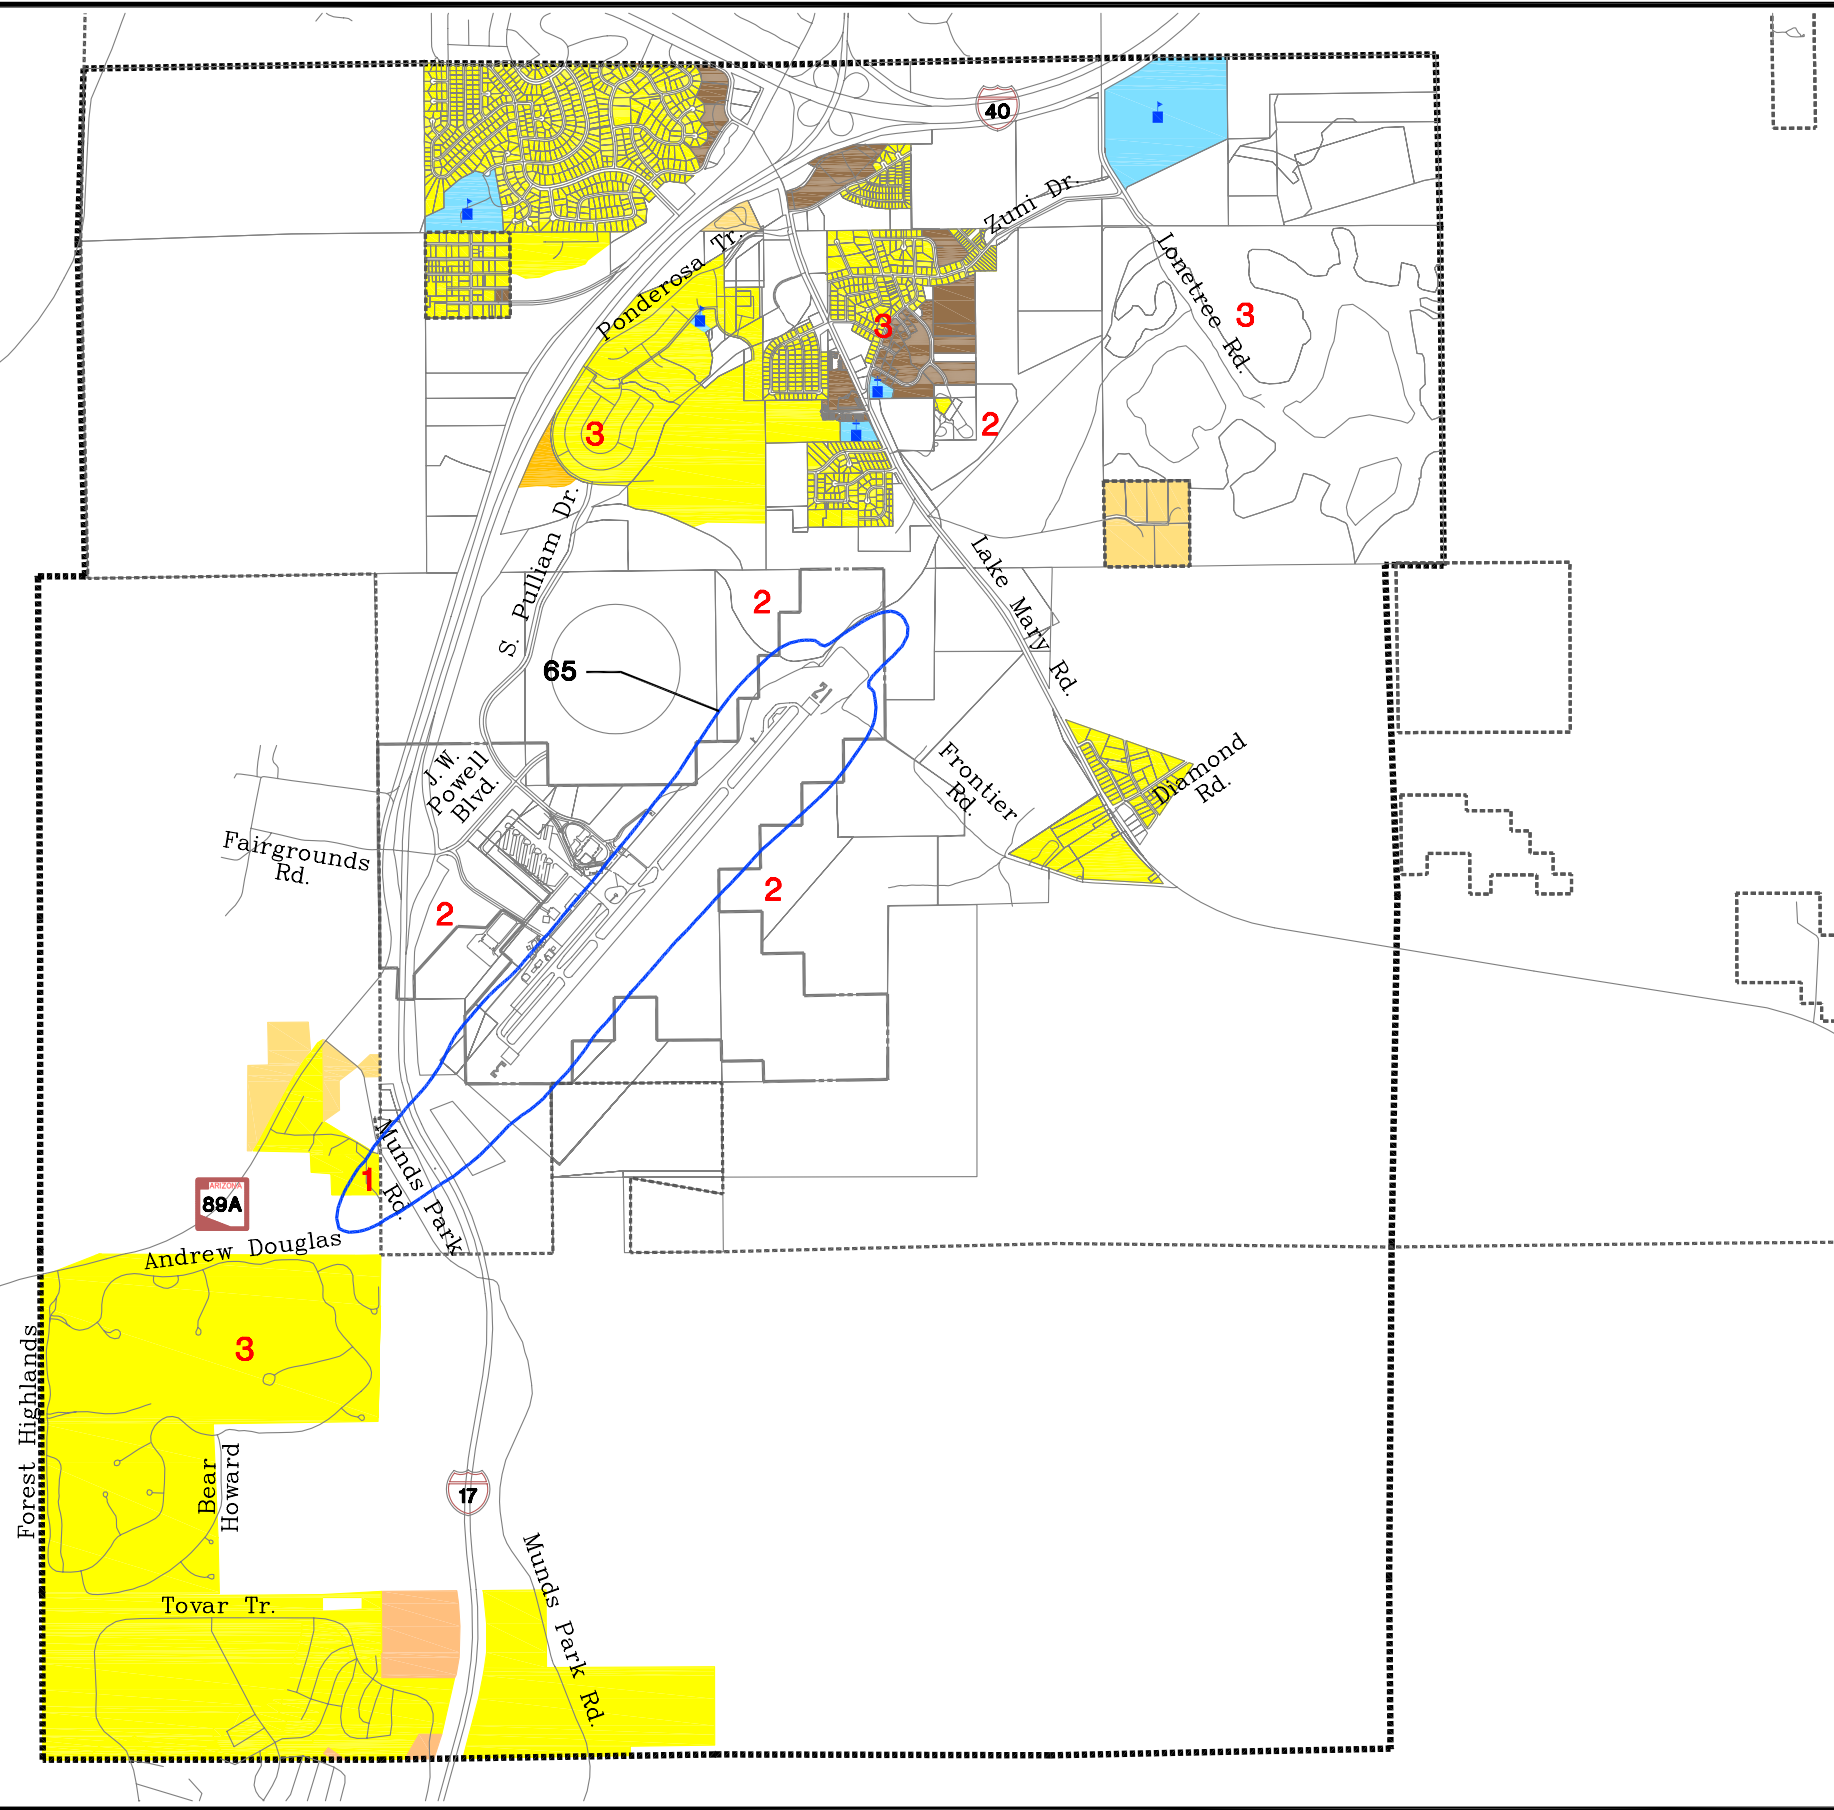 40
Zuni Dr.
Ponderosa Tr.
Lonetree Rd.
3
3
3
2
S. Pulliam Dr.
Lake Mary Rd.
2
65
21
J.W.
Powell
Blvd.
Frontier
Rd.
Diamond
Rd.
Fairgrounds
Rd.
2
2
3
Munds Park
Rd.
1
ARIZONA
89A
Andrew Douglas
3
Forest Highlands
Bear
Howard
17
Tovar Tr.
Munds Park Rd.